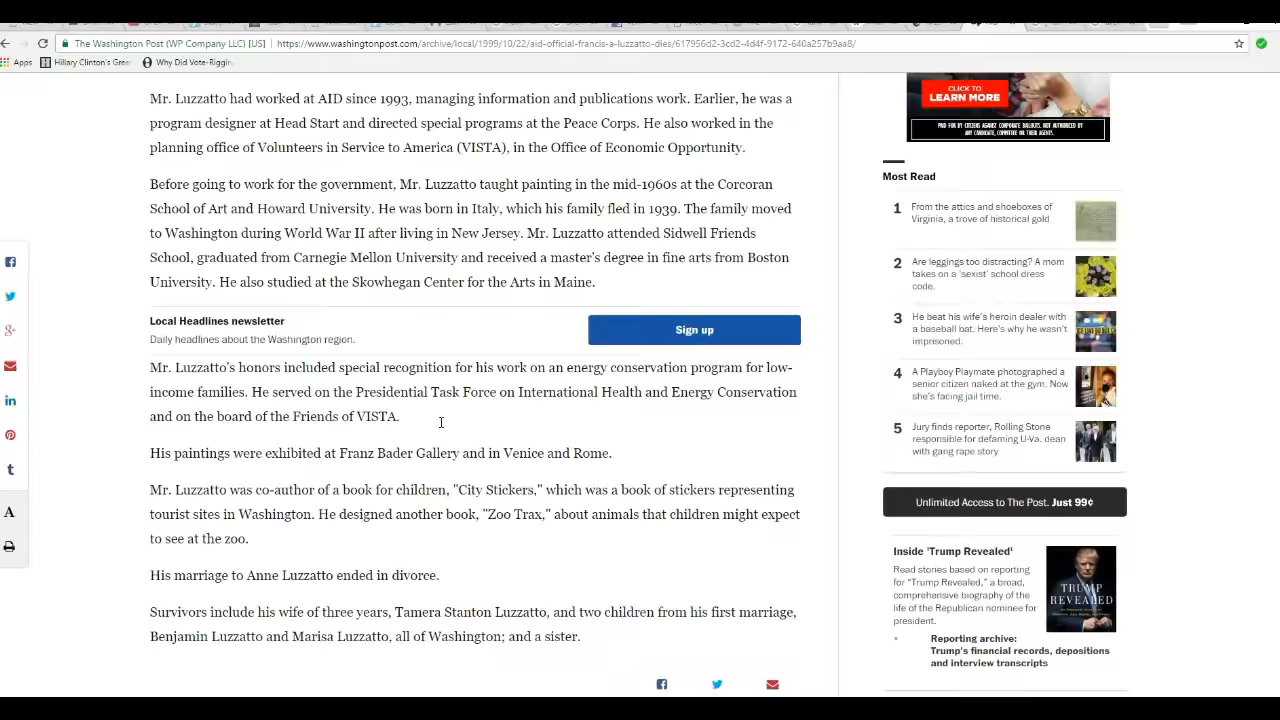 The Washington Post (WP Company LLC) [US]
https://www.washingtonpost.com/archive/local/1999/10/22/aid-official-francis-a-luzzatto-dies/617956d2-3cd2-4d4f-9172-640a257b9aa8/
Apps
Hillary Clinton's Gree
Why Did Vote-Riggin
Mr. Luzzatto had worked at AID since 1993, managing information and publications work. Earlier, he was a
program designer at Head Start and directed special programs at the Peace Corps. He also worked in the
planning office of Volunteers in Service to America (VISTA), in the Office of Economic Opportunity.
Before going to work for the government, Mr. Luzzatto taught painting in the mid-1960s at the Corcoran
School of Art and Howard University. He was born in Italy, which his family fled in 1939. The family moved
to Washington during World War II after living in New Jersey. Mr. Luzzatto attended Sidwell Friends
School, graduated from Carnegie Mellon University and received a master's degree in fine arts from Boston
University. He also studied at the Skowhegan Center for the Arts in Maine.
Local Headlines newsletter
Daily headlines about the Washington region.
Sign up
Mr. Luzzatto's honors included special recognition for his work on an energy conservation program for low-
income families. He served on the Presidential Task Force on International Health and Energy Conservation
and on the board of the Friends of VISTA.
His paintings were exhibited at Franz Bader Gallery and in Venice and Rome.
Mr. Luzzatto was co-author of a book for children, "City Stickers," which was a book of stickers representing
tourist sites in Washington. He designed another book, "Zoo Trax," about animals that children might expect
to see at the zoo.
His marriage to Anne Luzzatto ended in divorce.
Survivors include his wife of three years, Tamera Stanton Luzzatto, and two children from his first marriage,
Benjamin Luzzatto and Marisa Luzzatto, all of Washington; and a sister.
CLICK TO
LEARN MORE
PAID FOR BY CITIZENS AGAINST CORPORATE BAILOUTS. NOT AUTHORIZED BY
ANY CANDIDATE, COMMITTEE OR THEIR AGENTS.
Most Read
1
From the attics and shoeboxes of
Virginia, a trove of historical gold
2
Are leggings too distracting? A mom
takes on a 'sexist' school dress
code.
3
He beat his wife's heroin dealer with
a baseball bat. Here's why he wasn't
imprisoned.
4
A Playboy Playmate photographed a
senior citizen naked at the gym. Now
she's facing jail time.
5
Jury finds reporter, Rolling Stone
responsible for defaming U-Va. dean
with gang rape story
Unlimited Access to The Post. Just 99¢
Inside 'Trump Revealed'
Read stories based on reporting
for "Trump Revealed," a broad,
comprehensive biography of the
life of the Republican nominee for
president.
TRUMP
REVEALED
Reporting archive:
Trump's financial records, depositions
and interview transcripts